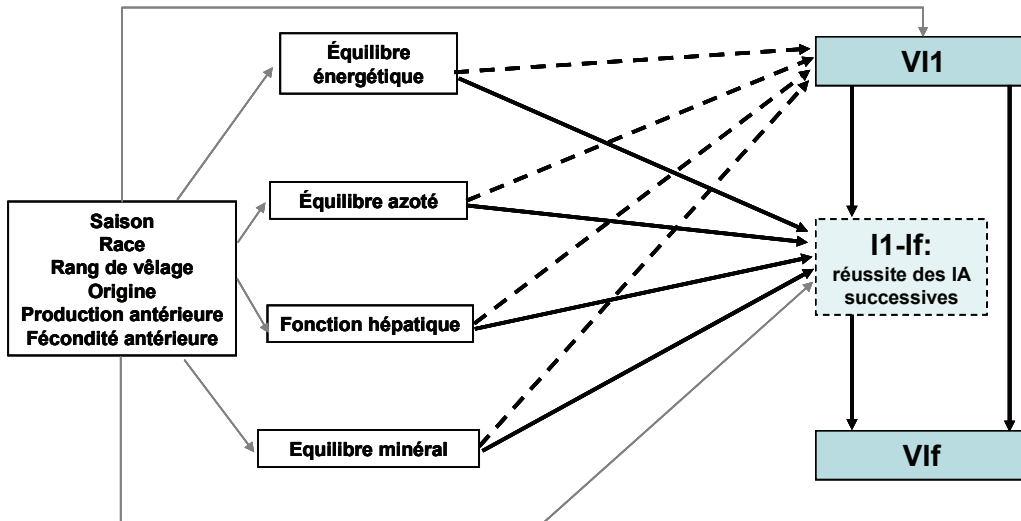 Équilibre
énergétique
VI1
Équilibre azoté
Saison
Race
Rang de vêlage
Origine
Production antérieure
Fécondité antérieure
I1-If:
réussite des IA
successives
Fonction hépatique
Equilibre minéral
VIf